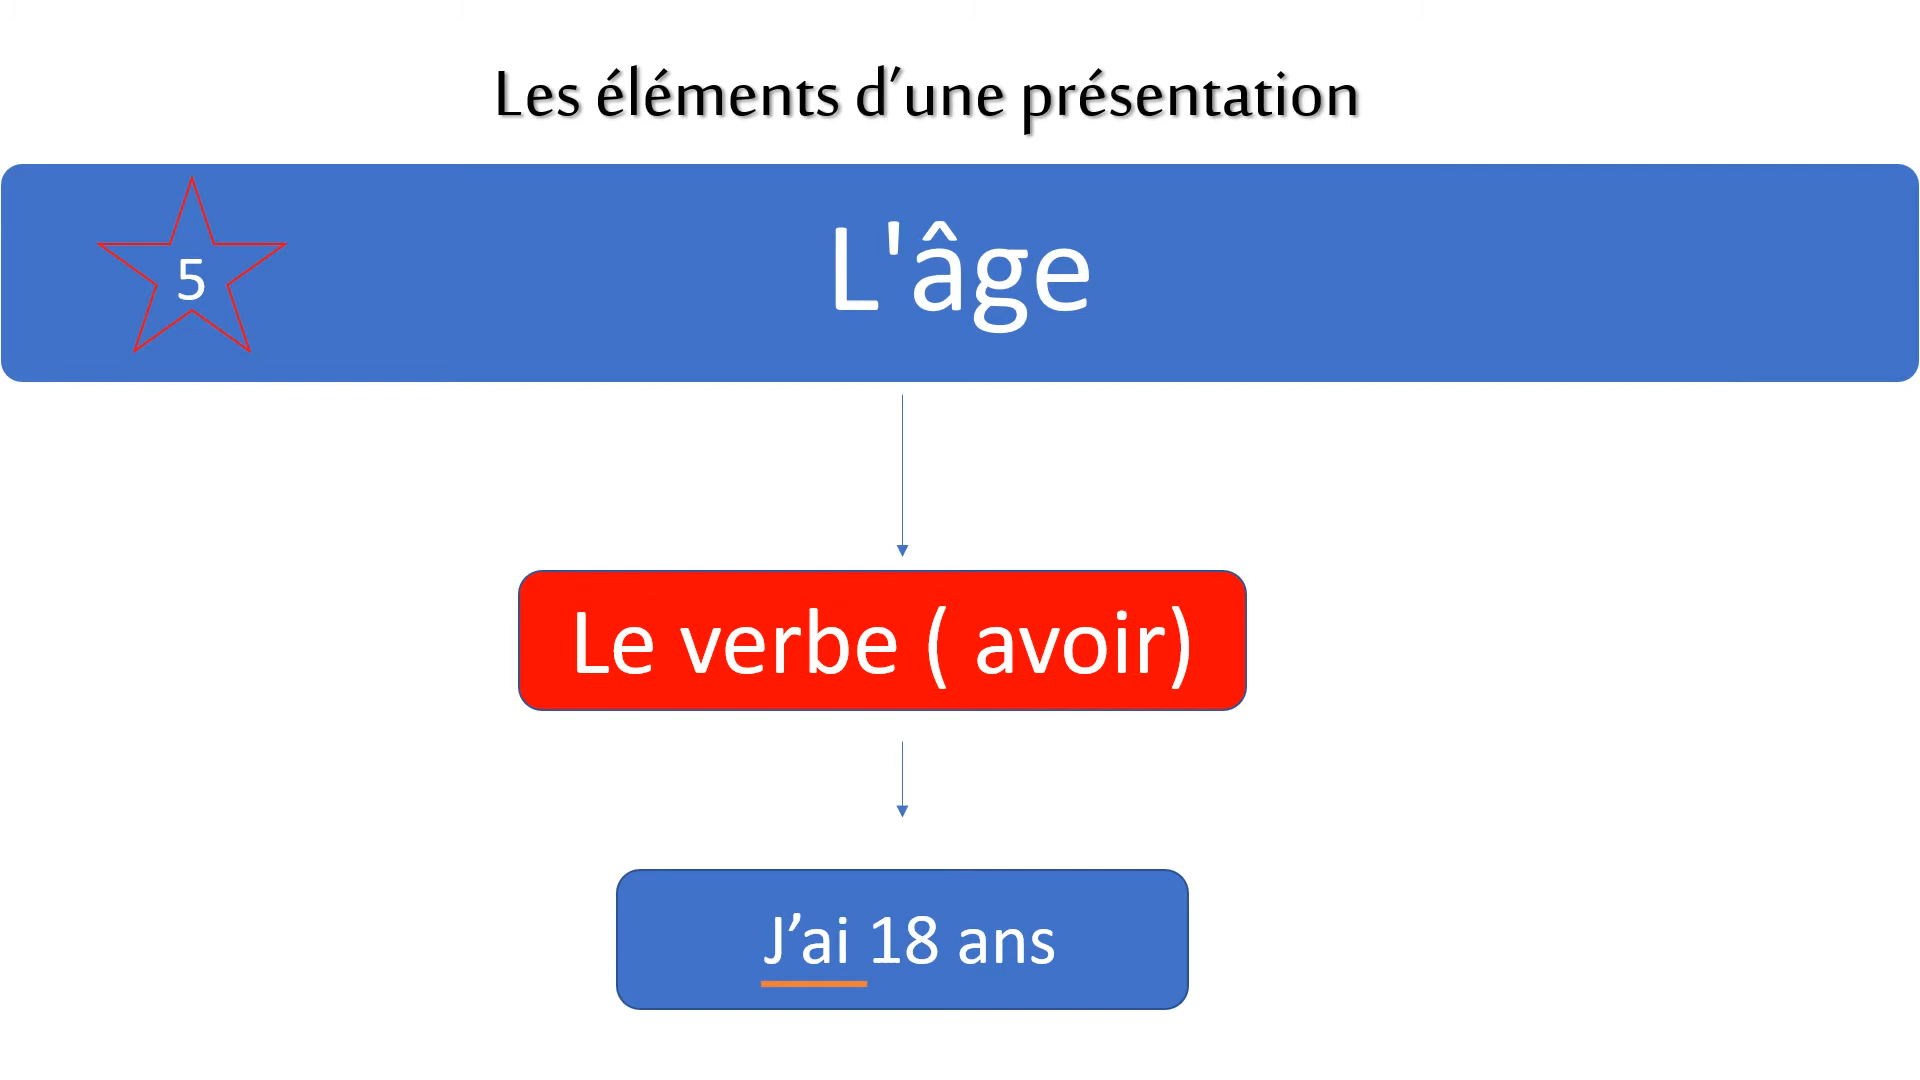 Les éléments d’une présentation
5
L'âge
Le verbe ( avoir)
J’ai 18 ans